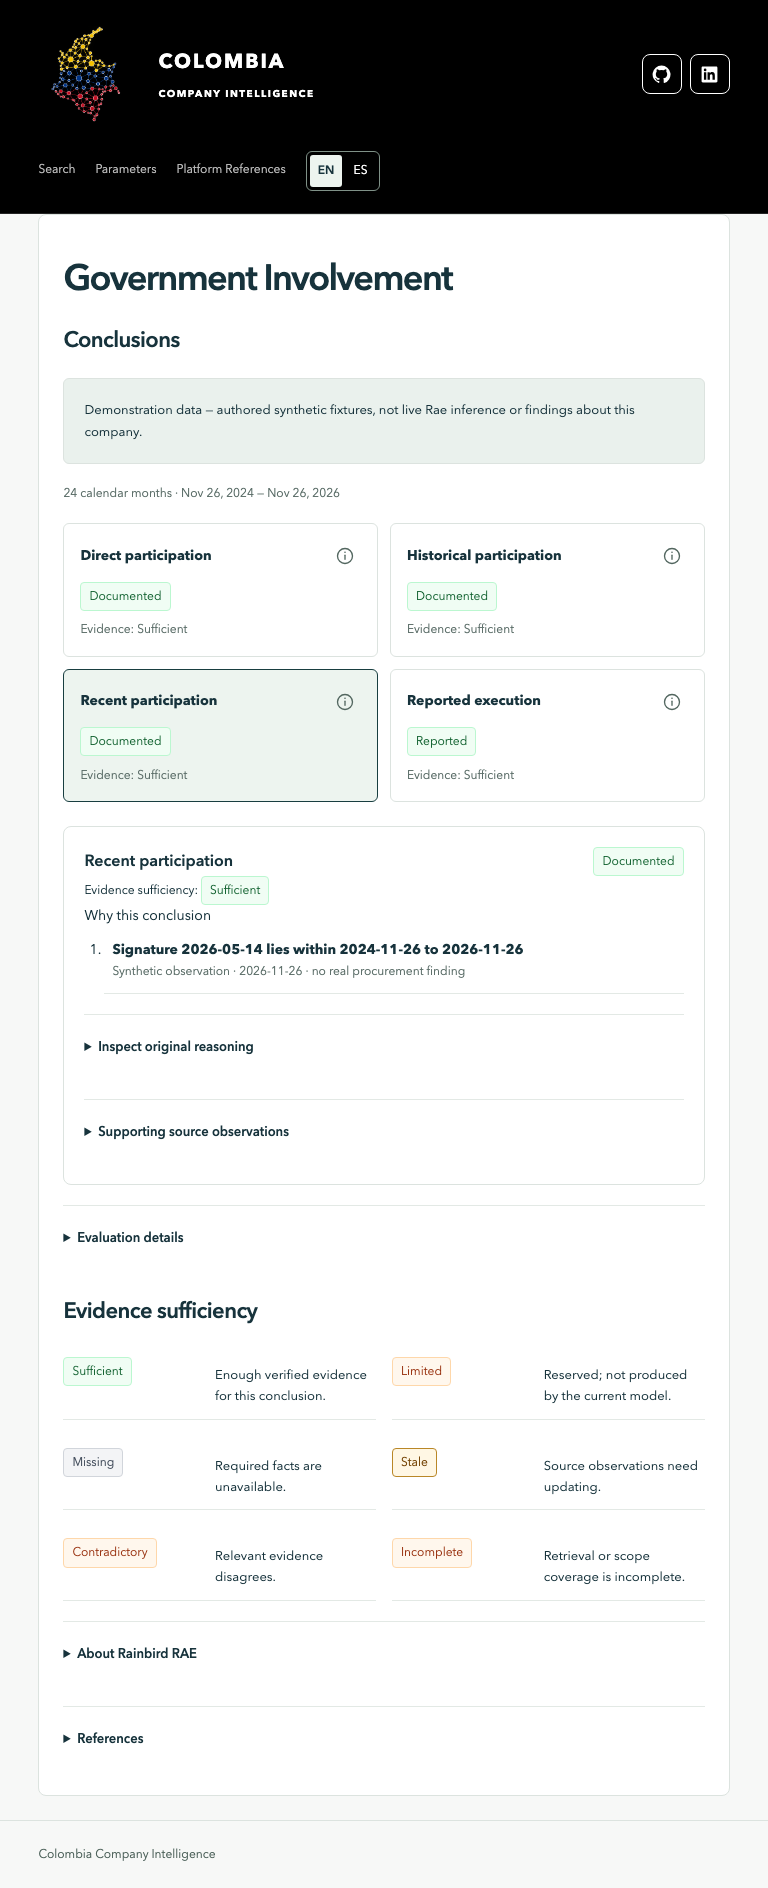 COLOMBIA
COMPANY INTELLIGENCE
Search Parameters Platform References EN ES
Government Involvement
Conclusions
Demonstration data — authored synthetic fixtures, not live Rae inference or findings about this
company.
24 calendar months · Nov 26, 2024 — Nov 26, 2026
Direct participation
Documented
Evidence: Sufficient
Historical participation
Documented
Evidence: Sufficient
Recent participation
Documented
Evidence: Sufficient
Reported execution
Reported
Evidence: Sufficient
Recent participation Documented
Evidence sufficiency: Sufficient
Why this conclusion
1. Signature 2026-05-14 lies within 2024-11-26 to 2026-11-26
Synthetic observation · 2026-11-26 · no real procurement finding
Inspect original reasoning
Supporting source observations
Evaluation details
Evidence sufficiency
Sufficient
Enough verified evidence
for this conclusion.
Limited
Reserved; not produced
by the current model.
Missing
Required facts are
unavailable.
Stale
Source observations need
updating.
Contradictory
Relevant evidence
disagrees.
Incomplete
Retrieval or scope
coverage is incomplete.
About Rainbird RAE
References
Colombia Company Intelligence